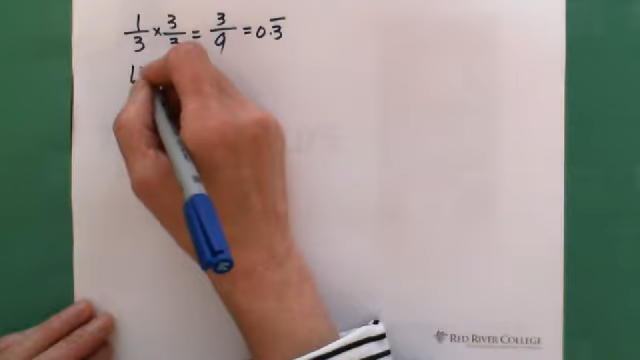 1/3 × 3/3 = 3/9 = 0.3̅
RED RIVER COLLEGE